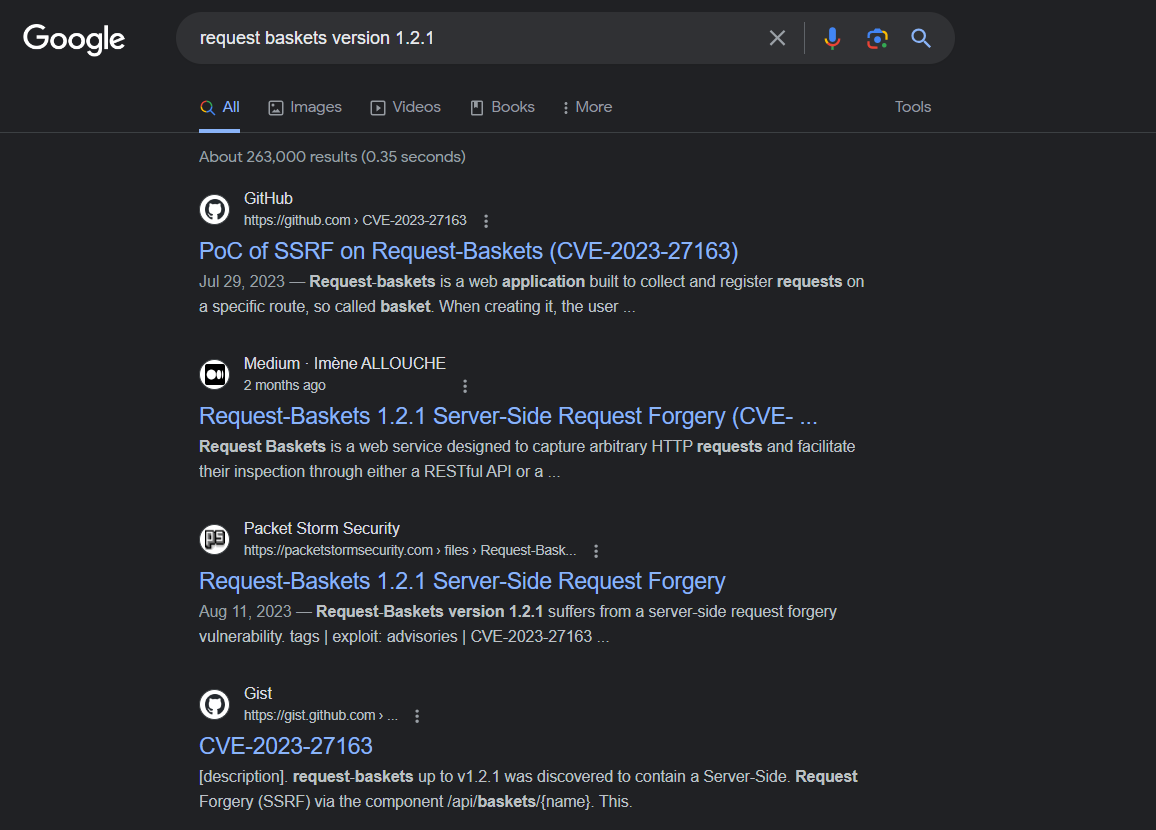 Google
request baskets version 1.2.1
All Images Videos Books More Tools
About 263,000 results (0.35 seconds)
GitHub
https://github.com › CVE-2023-27163
PoC of SSRF on Request-Baskets (CVE-2023-27163)
Jul 29, 2023 — Request-baskets is a web application built to collect and register requests on
a specific route, so called basket. When creating it, the user ...
Medium · Imène ALLOUCHE
2 months ago
Request-Baskets 1.2.1 Server-Side Request Forgery (CVE- ...
Request Baskets is a web service designed to capture arbitrary HTTP requests and facilitate
their inspection through either a RESTful API or a ...
PS
Packet Storm Security
https://packetstormsecurity.com › files › Request-Bask...
Request-Baskets 1.2.1 Server-Side Request Forgery
Aug 11, 2023 — Request-Baskets version 1.2.1 suffers from a server-side request forgery
vulnerability. tags | exploit: advisories | CVE-2023-27163 ...
Gist
https://gist.github.com › ...
CVE-2023-27163
[description]. request-baskets up to v1.2.1 was discovered to contain a Server-Side. Request
Forgery (SSRF) via the component /api/baskets/{name}. This.